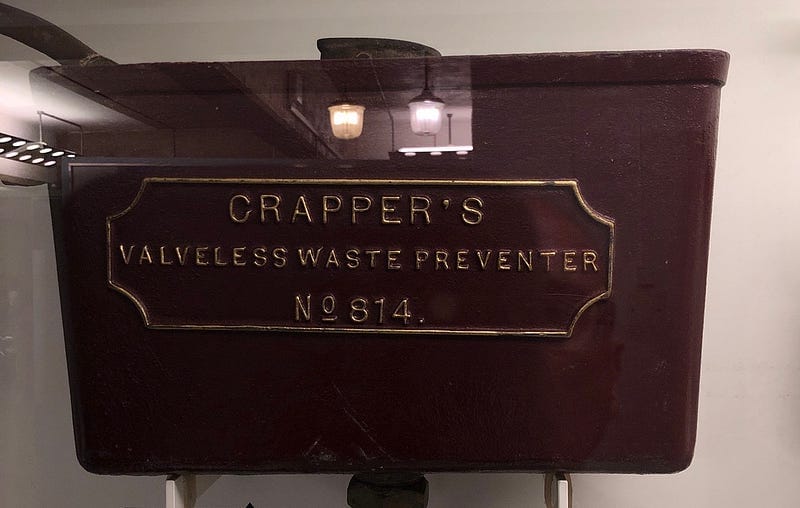 CRAPPER'S
VALVELESS WASTE PREVENTER
Nº 814.